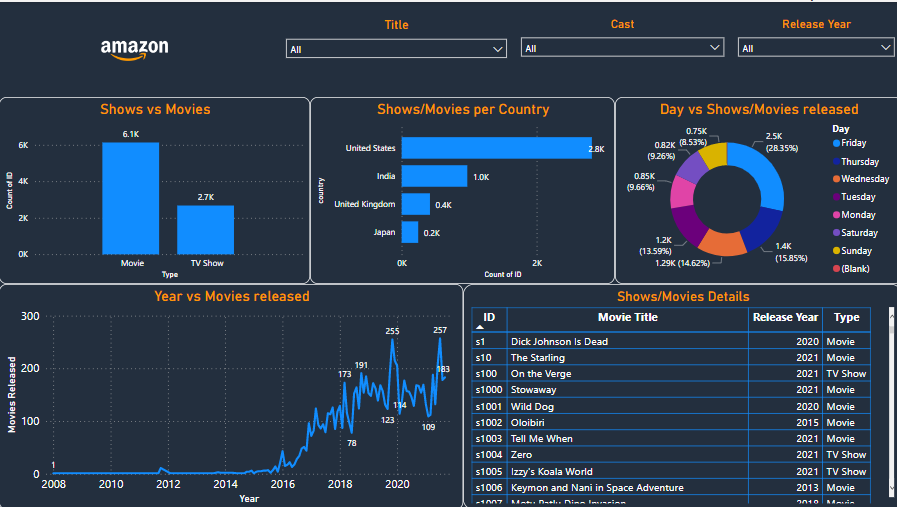 amazon
Title
All
Cast
All
Release Year
All
Shows vs Movies
Count of ID
6K
4K
2K
0K
6.1K
2.7K
Movie
TV Show
Type
Shows/Movies per Country
country
United States
2.8K
India
1.0K
United Kingdom
0.4K
Japan
0.2K
0K
2K
Count of ID
Day vs Shows/Movies released
2.5K
(28.35%)
1.4K
(15.85%)
1.29K (14.62%)
1.2K
(13.59%)
0.85K
(9.66%)
0.82K
(9.26%)
0.75K
(8.53%)
Day
Friday
Thursday
Wednesday
Tuesday
Monday
Saturday
Sunday
(Blank)
Year vs Movies released
Movies Released
300
200
100
0
1
173
78
191
123
255
114
109
257
183
2008
2010
2012
2014
2016
2018
2020
Year
Shows/Movies Details
ID Movie Title Release Year Type
s1 Dick Johnson Is Dead 2020 Movie
s10 The Starling 2021 Movie
s100 On the Verge 2021 TV Show
s1000 Stowaway 2021 Movie
s1001 Wild Dog 2020 Movie
s1002 Oloibiri 2015 Movie
s1003 Tell Me When 2021 Movie
s1004 Zero 2021 TV Show
s1005 Izzy's Koala World 2021 TV Show
s1006 Keymon and Nani in Space Adventure 2013 Movie
s1007 Motu Patlu Dino Invasion 2018 Movie